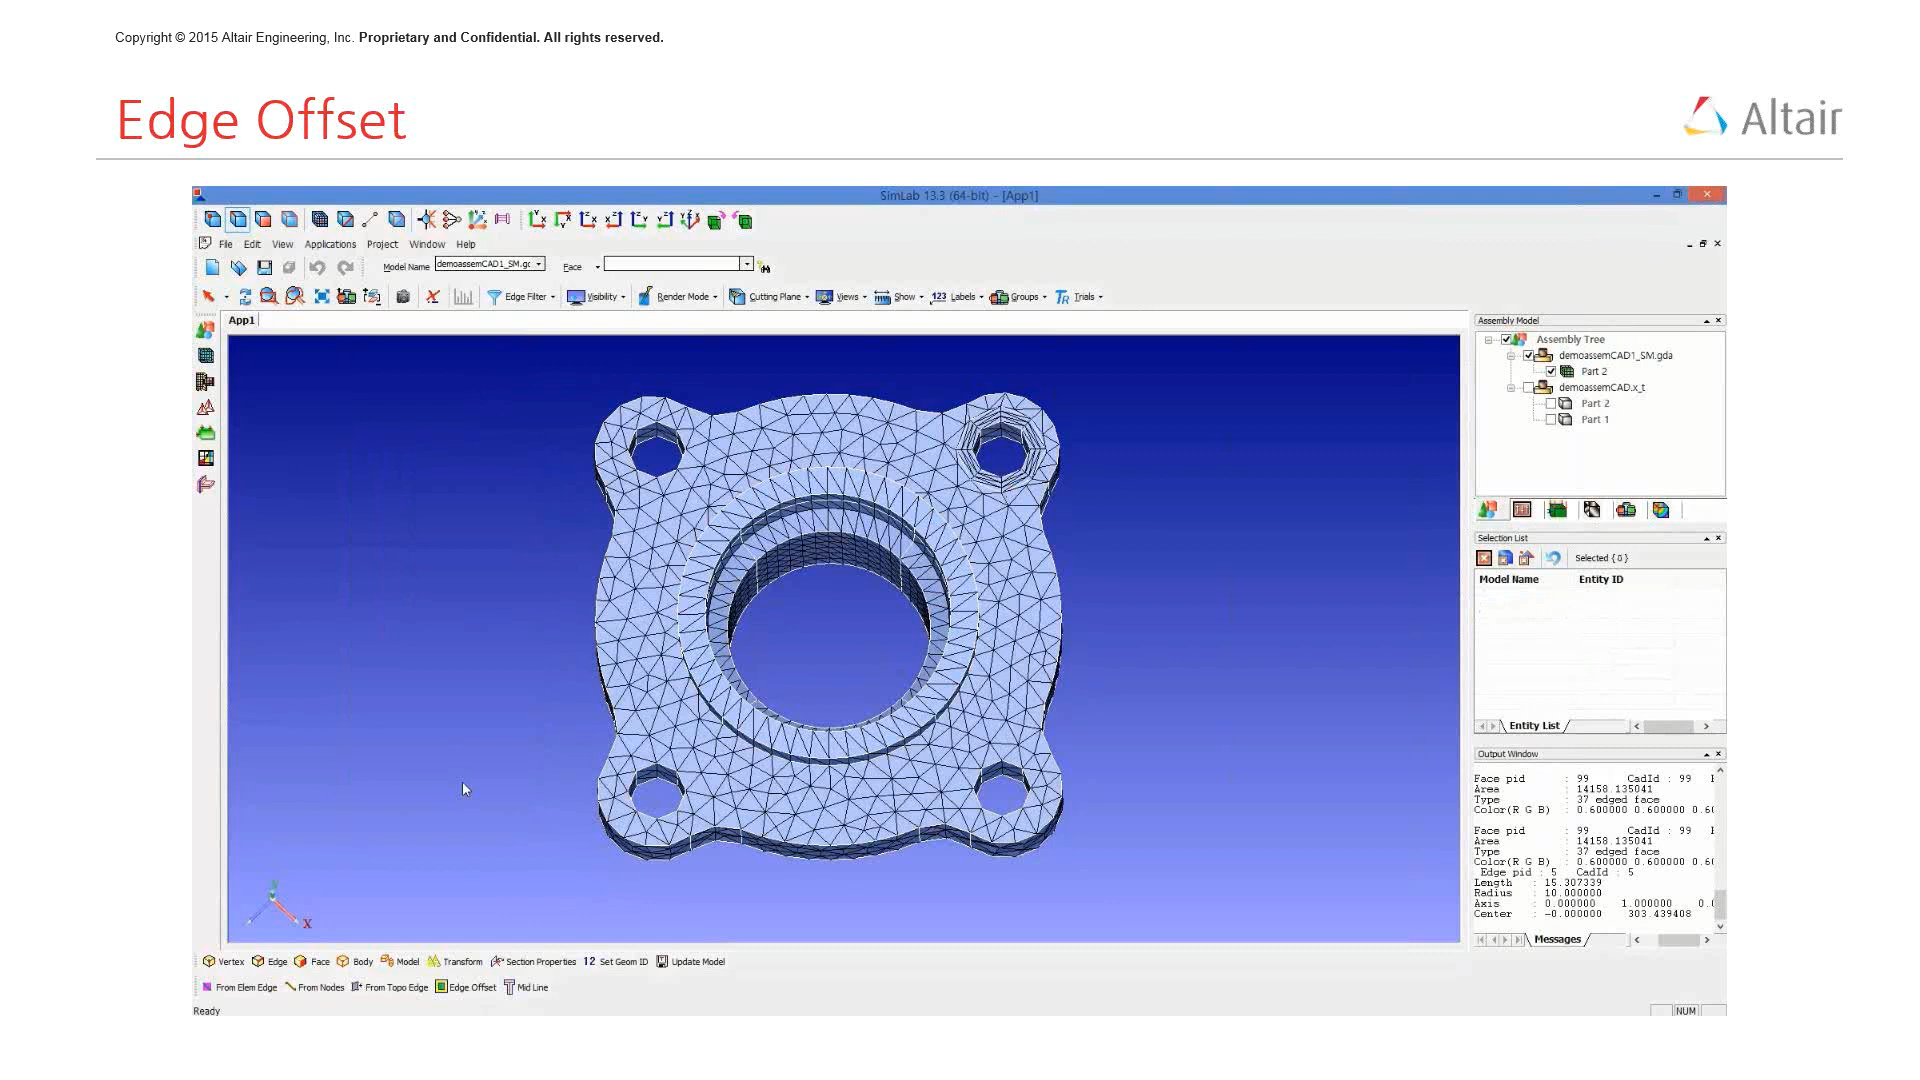 Copyright © 2015 Altair Engineering, Inc. Proprietary and Confidential. All rights reserved.
Edge Offset
Altair
SimLab 13.3 (64-bit) - [App1]
File Edit View Applications Project Window Help
Model Name demoassemCAD1_SM.gc Face
Edge Filter Visibility Render Mode Cutting Plane Views Show 123 Labels Groups TR Trials
App1
Assembly Model
Assembly Tree
demoassemCAD1_SM.gda
Part 2
demoassemCAD.x_t
Part 2
Part 1
Selection List
Selected { 0 }
Model Name Entity ID
Entity List
Output Window
Face pid : 99 CadId : 99
Area : 14158.135041
Type : 37 edged face
Color(R G B) : 0.600000 0.600000 0.6(
Face pid : 99 CadId : 99
Area : 14158.135041
Type : 37 edged face
Color(R G B) : 0.600000 0.600000 0.6(
Edge pid : 5 CadId : 5
Length : 15.307339
Radius : 10.000000
Axis : 0.000000 1.000000 0.(
Center : -0.000000 303.439408
Messages
X
Vertex Edge Face Body Model Transform Section Properties 12 Set Geom ID Update Model
From Elem Edge From Nodes From Topo Edge Edge Offset Mid Line
Ready
NUM